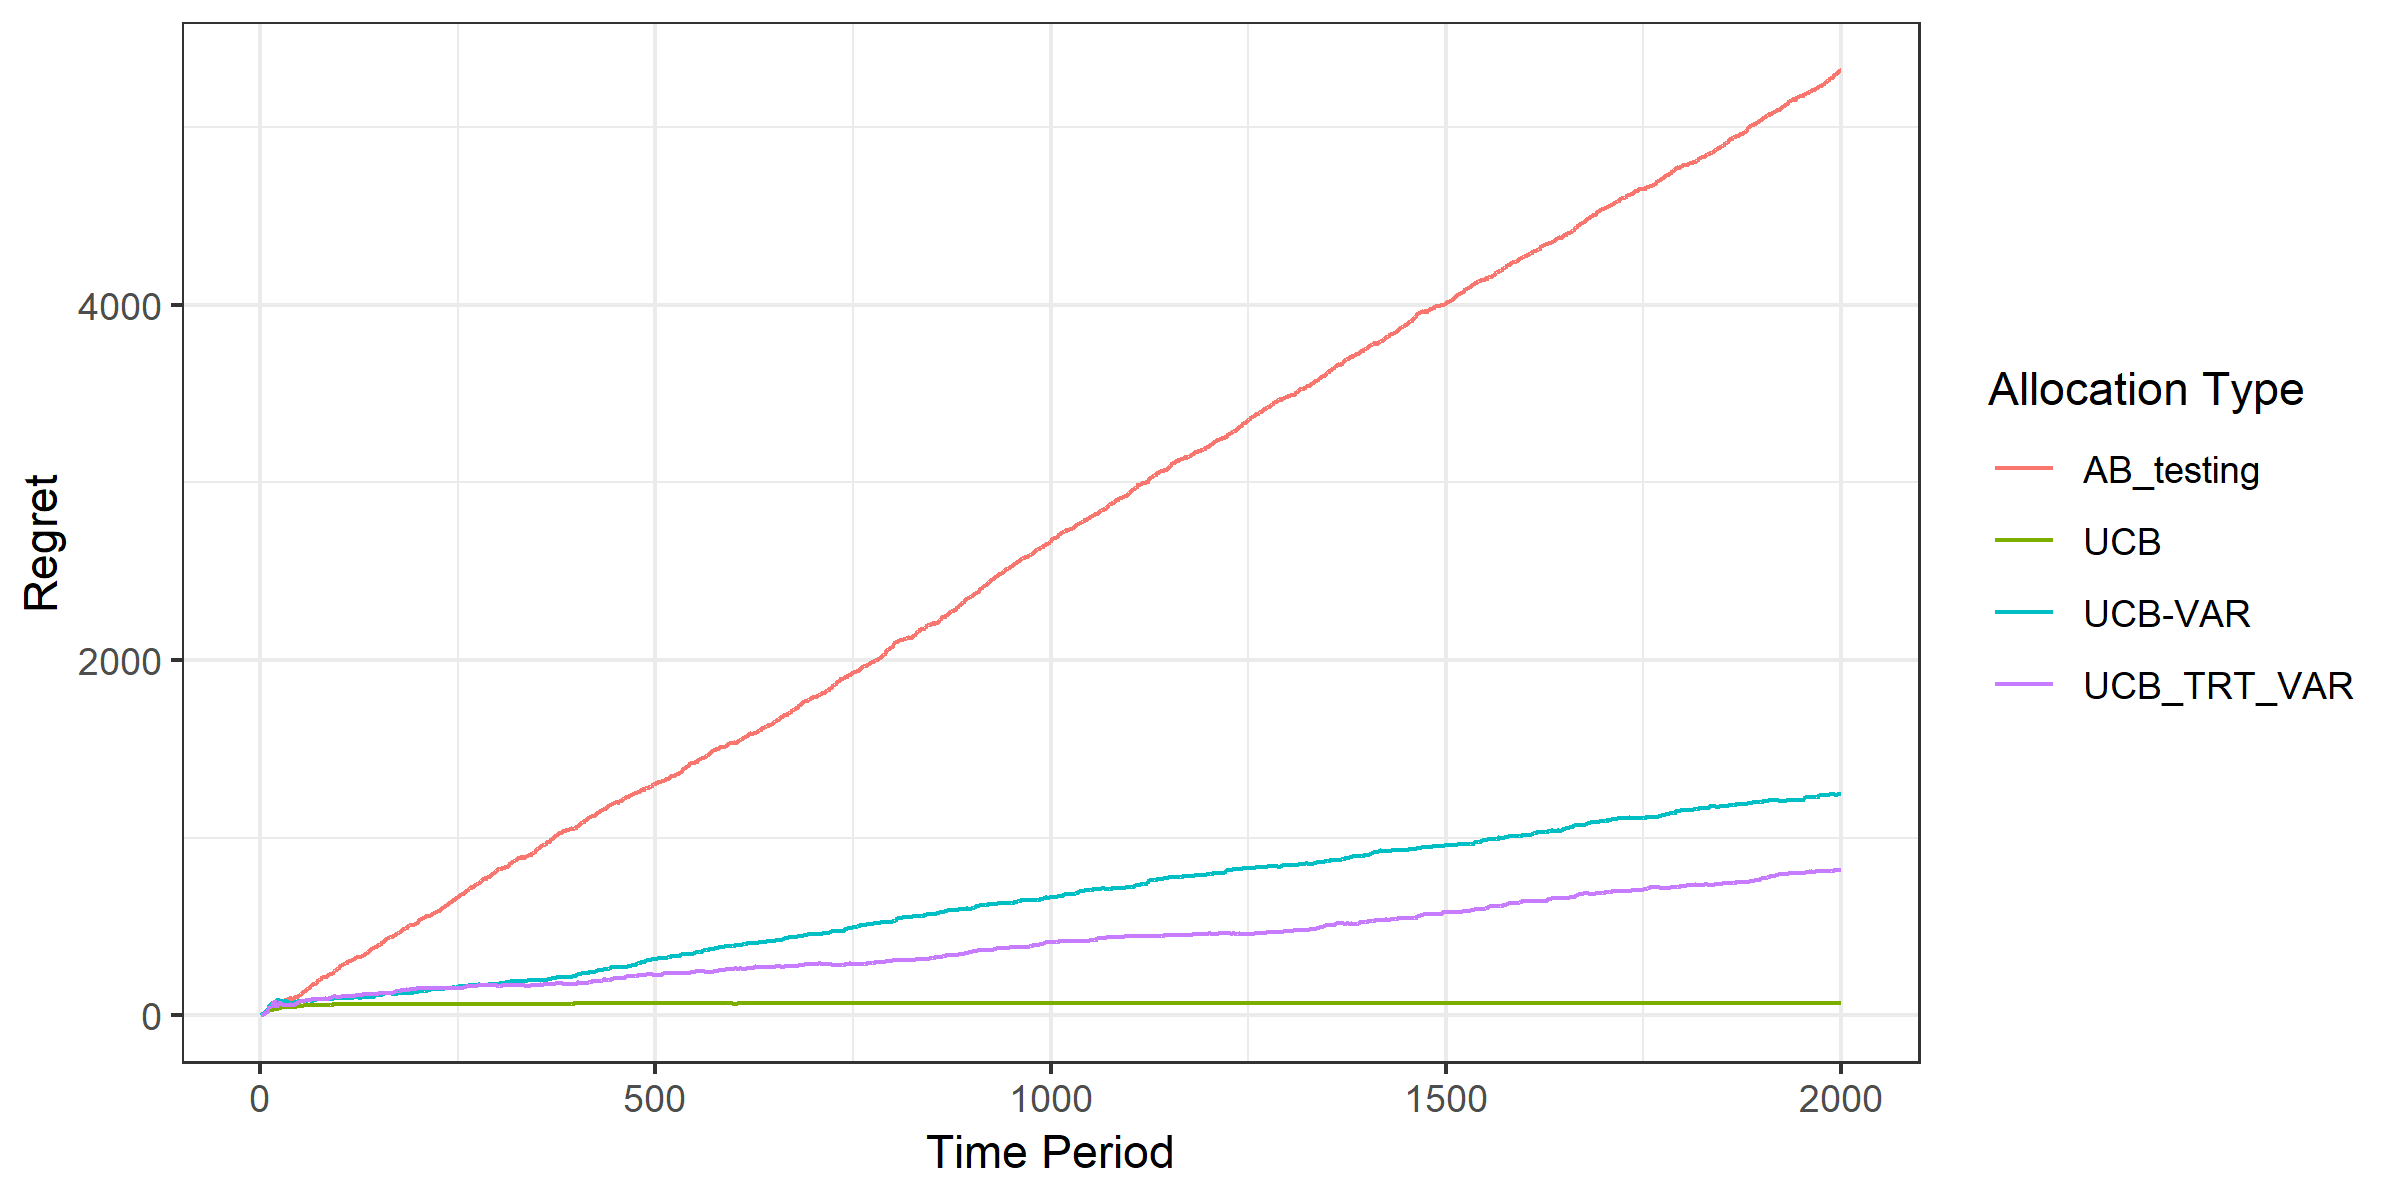 Regret
4000
2000
0
0 500 1000 1500 2000
Time Period
Allocation Type
AB_testing
UCB
UCB-VAR
UCB_TRT_VAR